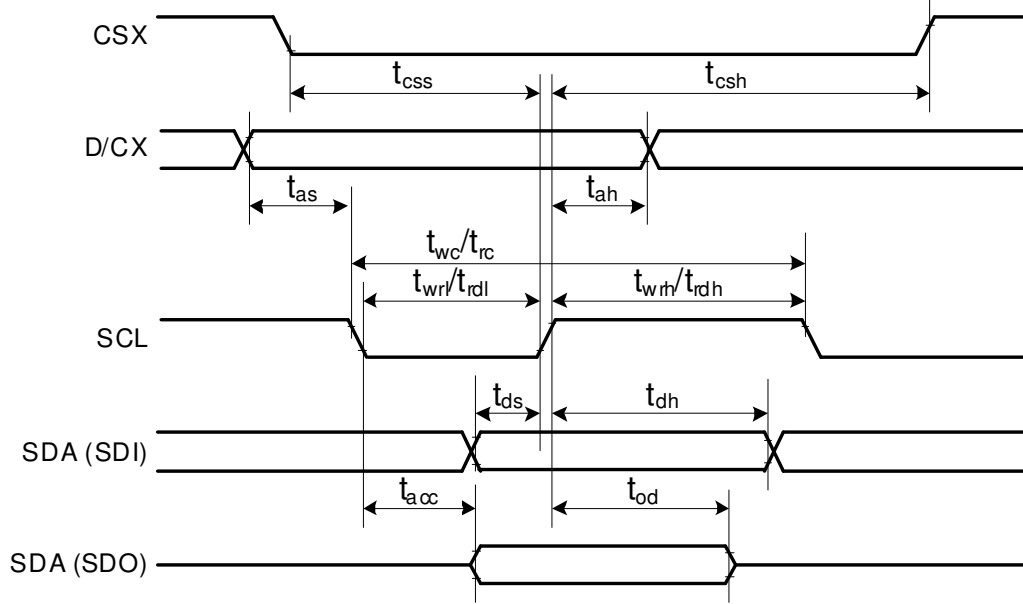 CSX
t_css t_csh
D/CX
t_as t_ah
t_wc/t_rc
t_wrl/t_rdl t_wrh/t_rdh
SCL
t_ds t_dh
SDA (SDI)
t_acc t_od
SDA (SDO)